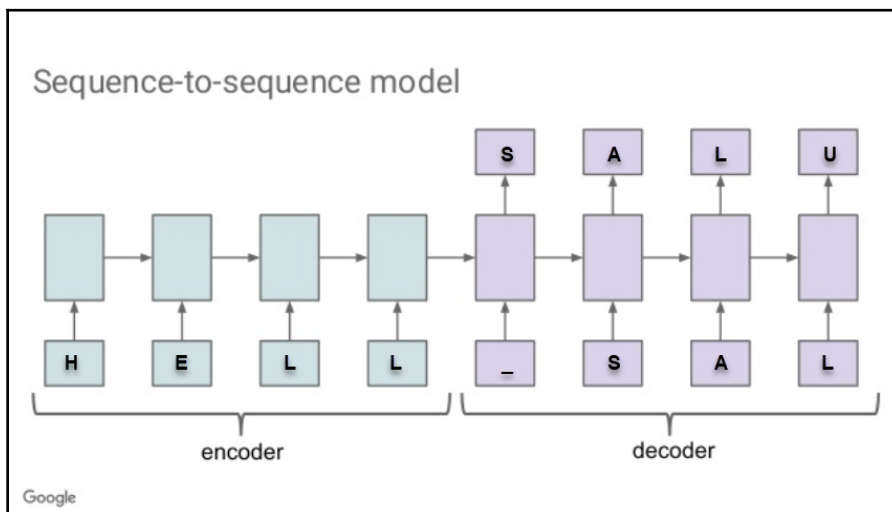 Sequence-to-sequence model
S A L U
H E L L _ S A L
encoder decoder
Google